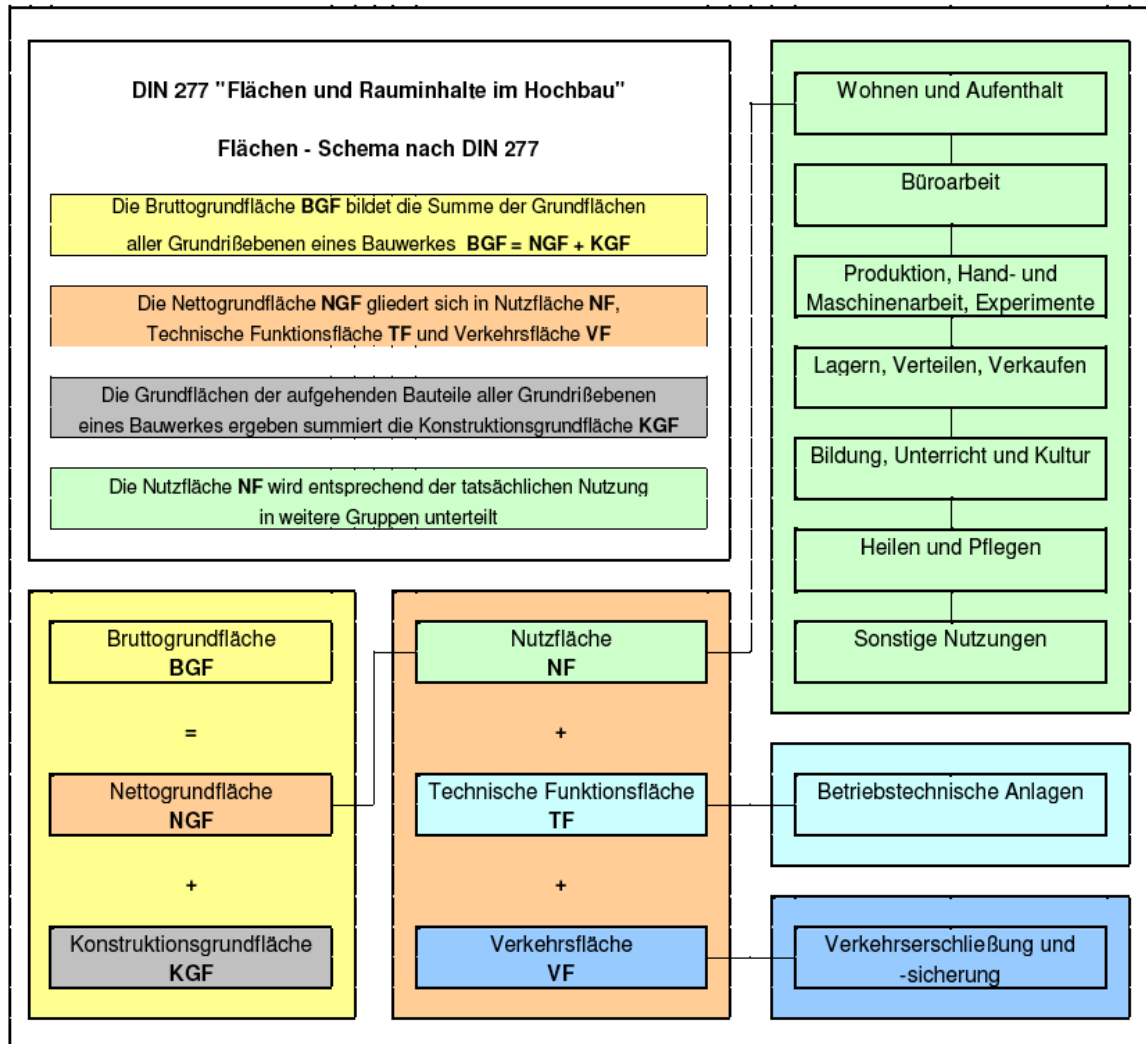 DIN 277 "Flächen und Rauminhalte im Hochbau"
Flächen - Schema nach DIN 277
Die Bruttogrundfläche BGF bildet die Summe der Grundflächen
aller Grundrißebenen eines Bauwerkes BGF = NGF + KGF
Die Nettogrundfläche NGF gliedert sich in Nutzfläche NF,
Technische Funktionsfläche TF und Verkehrsfläche VF
Die Grundflächen der aufgehenden Bauteile aller Grundrißebenen
eines Bauwerkes ergeben summiert die Konstruktionsgrundfläche KGF
Die Nutzfläche NF wird entsprechend der tatsächlichen Nutzung
in weitere Gruppen unterteilt
Bruttogrundfläche
BGF
=
Nettogrundfläche
NGF
+
Konstruktionsgrundfläche
KGF
Nutzfläche
NF
+
Technische Funktionsfläche
TF
+
Verkehrsfläche
VF
Wohnen und Aufenthalt
Büroarbeit
Produktion, Hand- und
Maschinenarbeit, Experimente
Lagern, Verteilen, Verkaufen
Bildung, Unterricht und Kultur
Heilen und Pflegen
Sonstige Nutzungen
Betriebstechnische Anlagen
Verkehrserschließung und
-sicherung